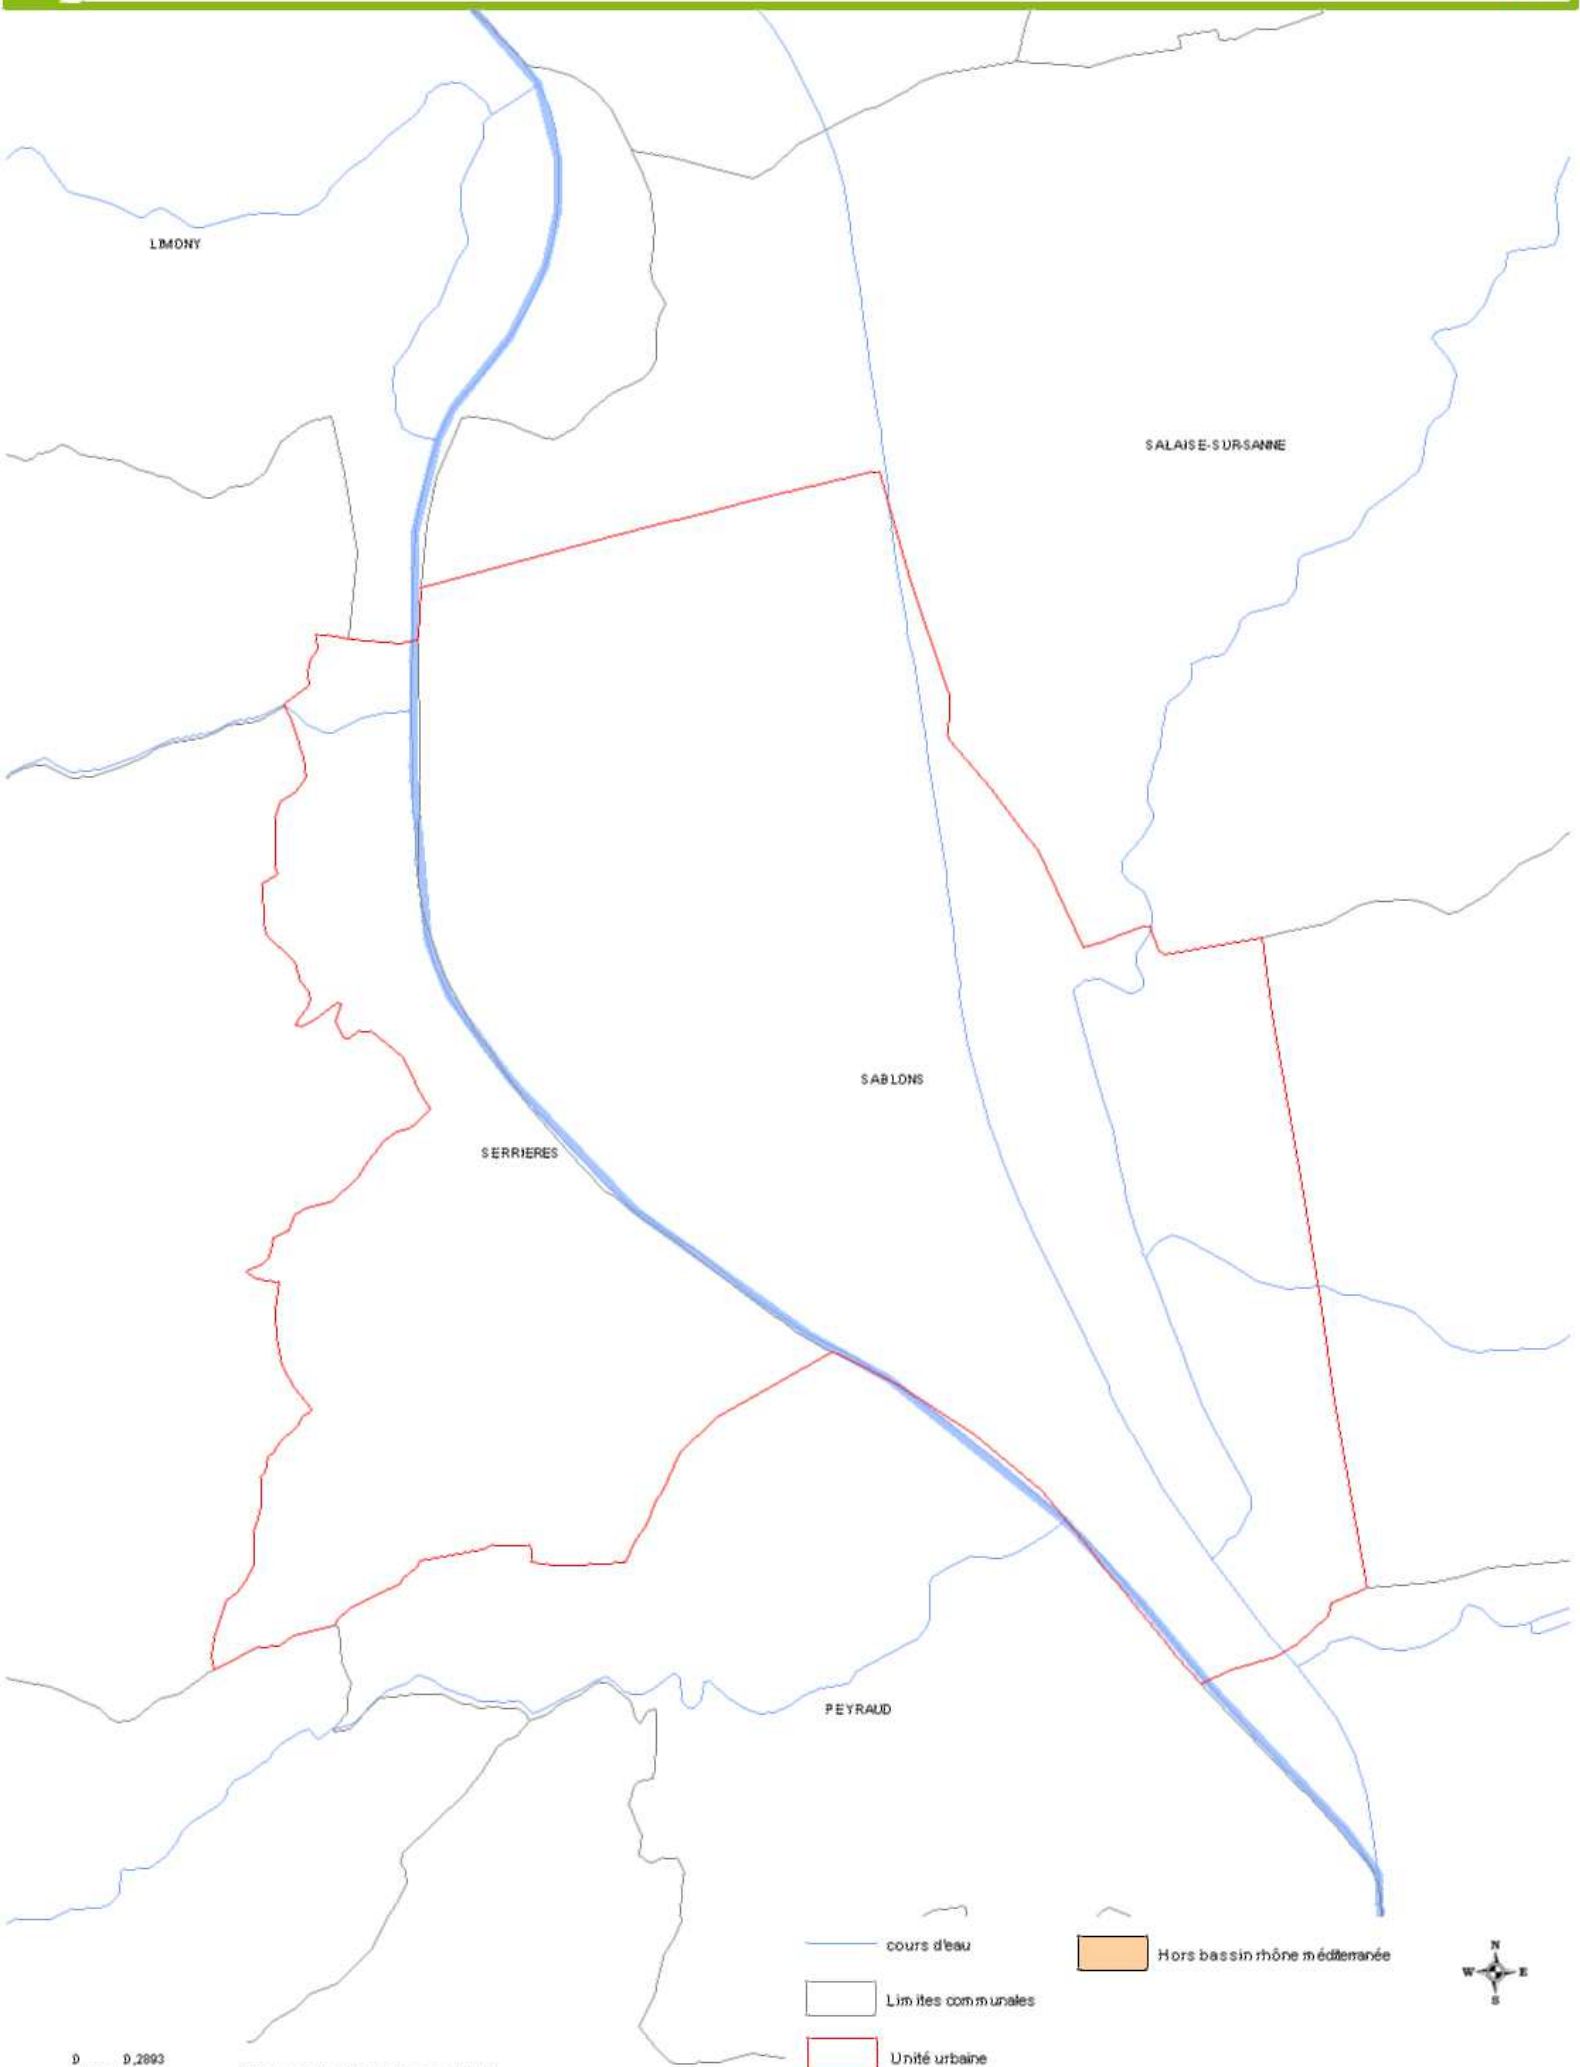 LIMONY
SALAISE-SUR-SANNE
SABLONS
SERRIERES
PEYRAUD
cours d'eau
Hors bassin rhône méditerranée
N
W E
S
Limites communales
Unité urbaine
0 0,2893